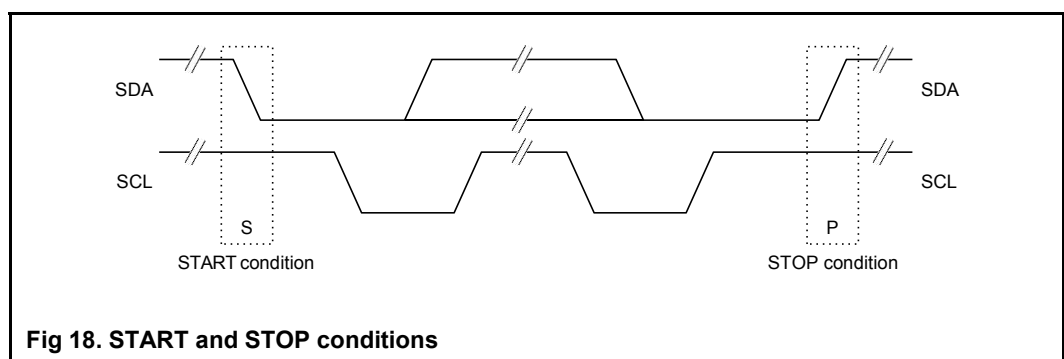 SDA
SDA
SCL
SCL
S
P
START condition
STOP condition
Fig 18. START and STOP conditions